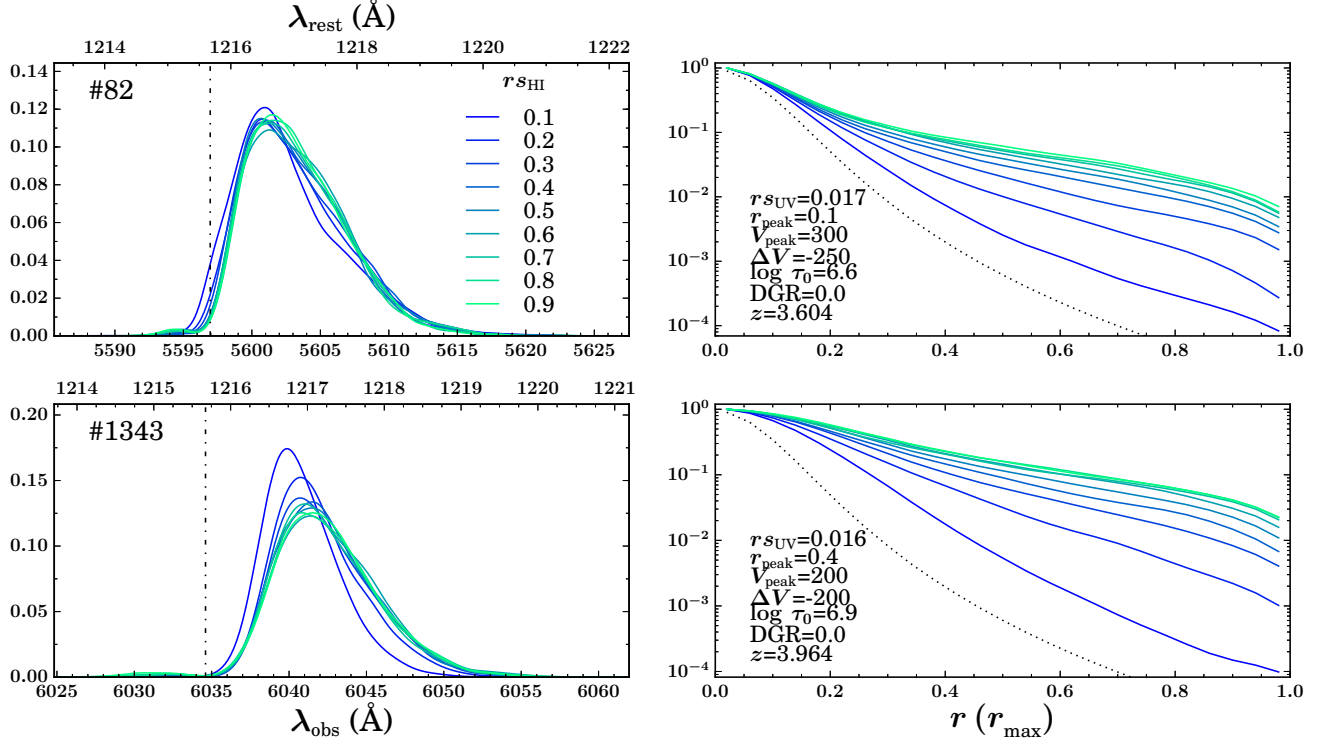 λrest (Å)
1214 1216 1218 1220 1222
0.14
0.12
0.10
0.08
0.06
0.04
0.02
0.00
#82
rsHI
0.1
0.2
0.3
0.4
0.5
0.6
0.7
0.8
0.9
5590 5595 5600 5605 5610 5615 5620 5625
10⁰
10⁻¹
10⁻²
10⁻³
10⁻⁴
rsUV=0.017
rpeak=0.1
Vpeak=300
ΔV=-250
log τ0=6.6
DGR=0.0
z=3.604
0.0 0.2 0.4 0.6 0.8 1.0
1214 1215 1216 1217 1218 1219 1220 1221
0.20
0.15
0.10
0.05
0.00
#1343
6025 6030 6035 6040 6045 6050 6055 6060
λobs (Å)
10⁰
10⁻¹
10⁻²
10⁻³
10⁻⁴
rsUV=0.016
rpeak=0.4
Vpeak=200
ΔV=-200
log τ0=6.9
DGR=0.0
z=3.964
0.0 0.2 0.4 0.6 0.8 1.0
r (rmax)